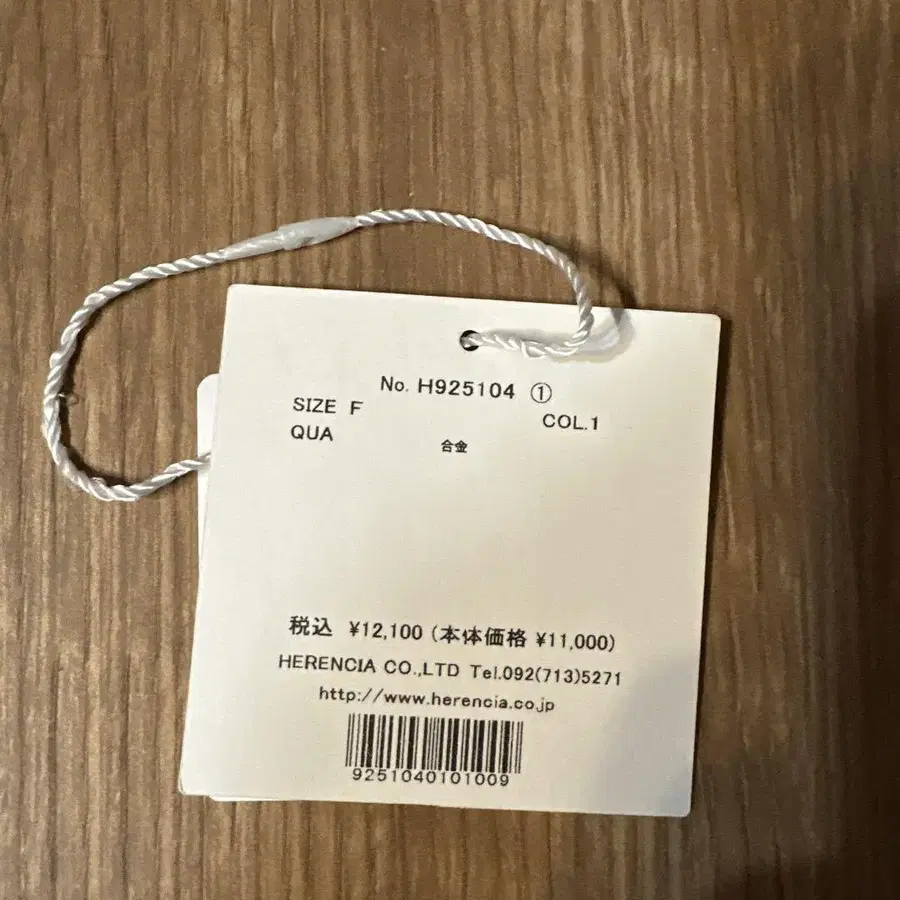 No. H925104 ①
SIZE F COL.1
QUA 合金
税込 ¥12,100 (本体価格 ¥11,000)
HERENCIA CO.,LTD Tel.092(713)5271
http://www.herencia.co.jp
9251040101009